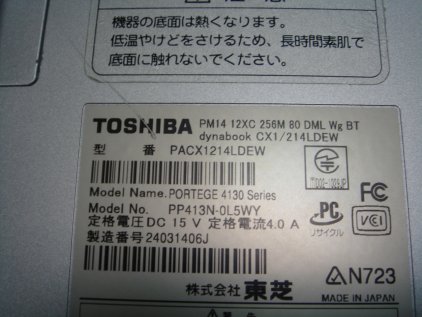 機器の底面は熱くなります。
低温やけどをさけるため、長時間素肌で
底面に触れないでください。
TOSHIBA PM14 12XC 256M 80 DML Wg BT
dynabook CX1/214LDEW
型 番 PACX1214LDEW
Model Name. PORTEGE 4130 Series
Model No. PP413N-0L5WY
定格電圧DC 15 V 定格電流4.0 A
製造番号 24031406J
PC
リサイクル
FC
VCI
株式会社 東芝
N723
MADE IN JAPAN